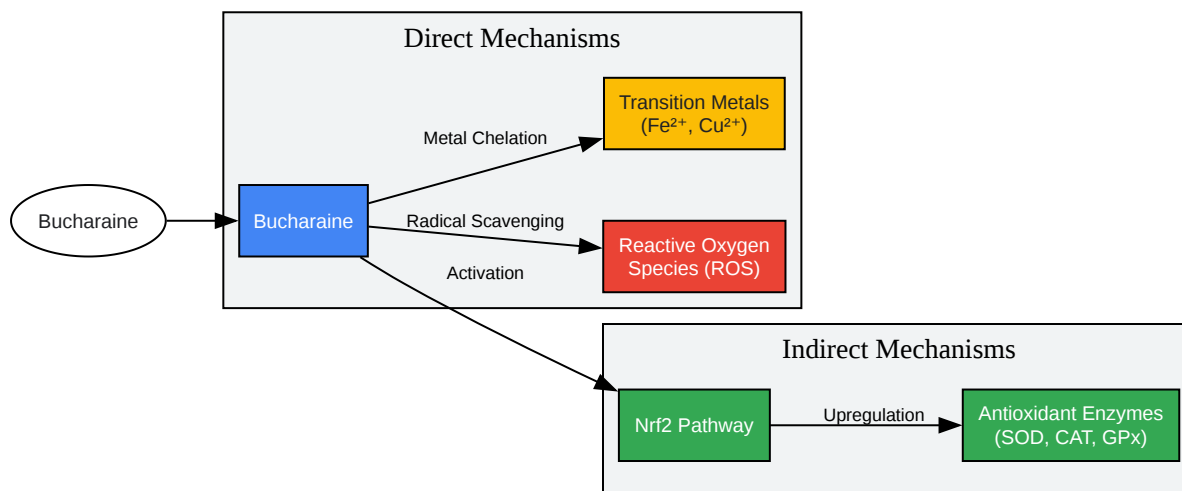 Direct Mechanisms
Transition Metals
(Fe²⁺, Cu²⁺)
Metal Chelation
Bucharaine
Bucharaine
Radical Scavenging
Reactive Oxygen
Species (ROS)
Activation
Indirect Mechanisms
Nrf2 Pathway
Upregulation
Antioxidant Enzymes
(SOD, CAT, GPx)